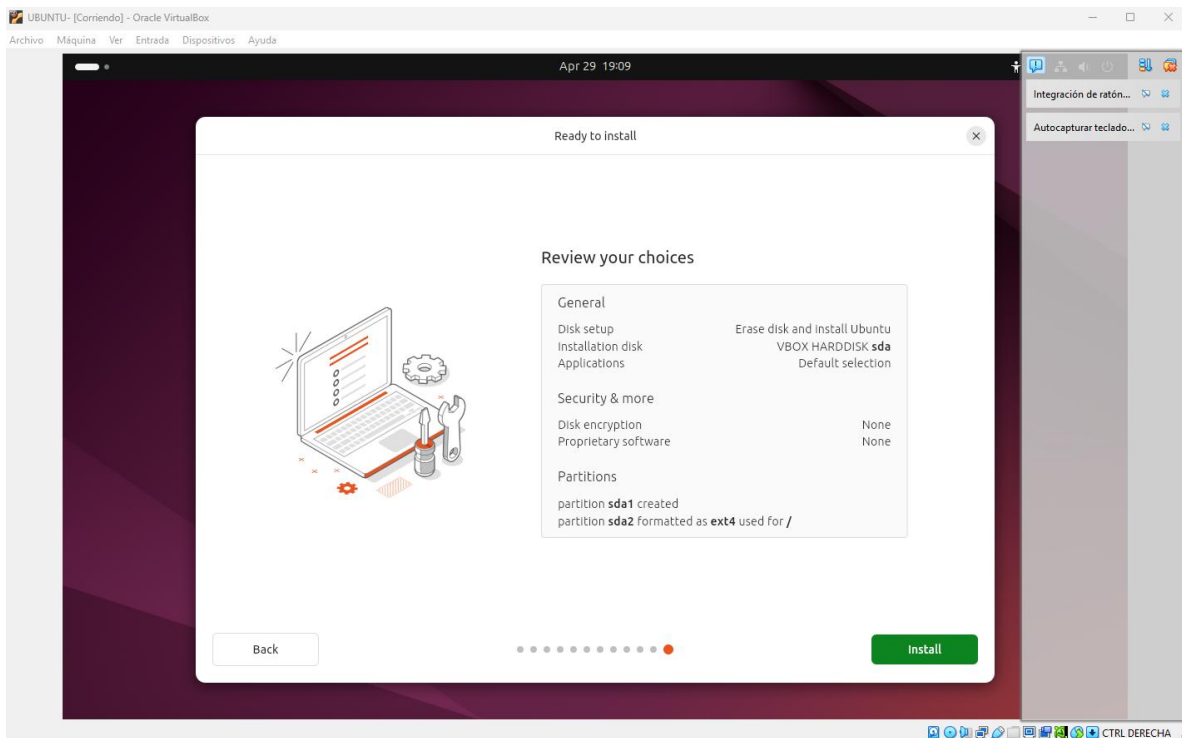 UBUNTU- [Corriendo] - Oracle VirtualBox
Archivo Máquina Ver Entrada Dispositivos Ayuda
Apr 29 19:09
Integración de ratón...
Autocapturar teclado...
Ready to install
Review your choices
General
Disk setup Erase disk and install Ubuntu
Installation disk VBOX HARDDISK sda
Applications Default selection
Security & more
Disk encryption None
Proprietary software None
Partitions
partition sda1 created
partition sda2 formatted as ext4 used for /
Back
Install
CTRL DERECHA